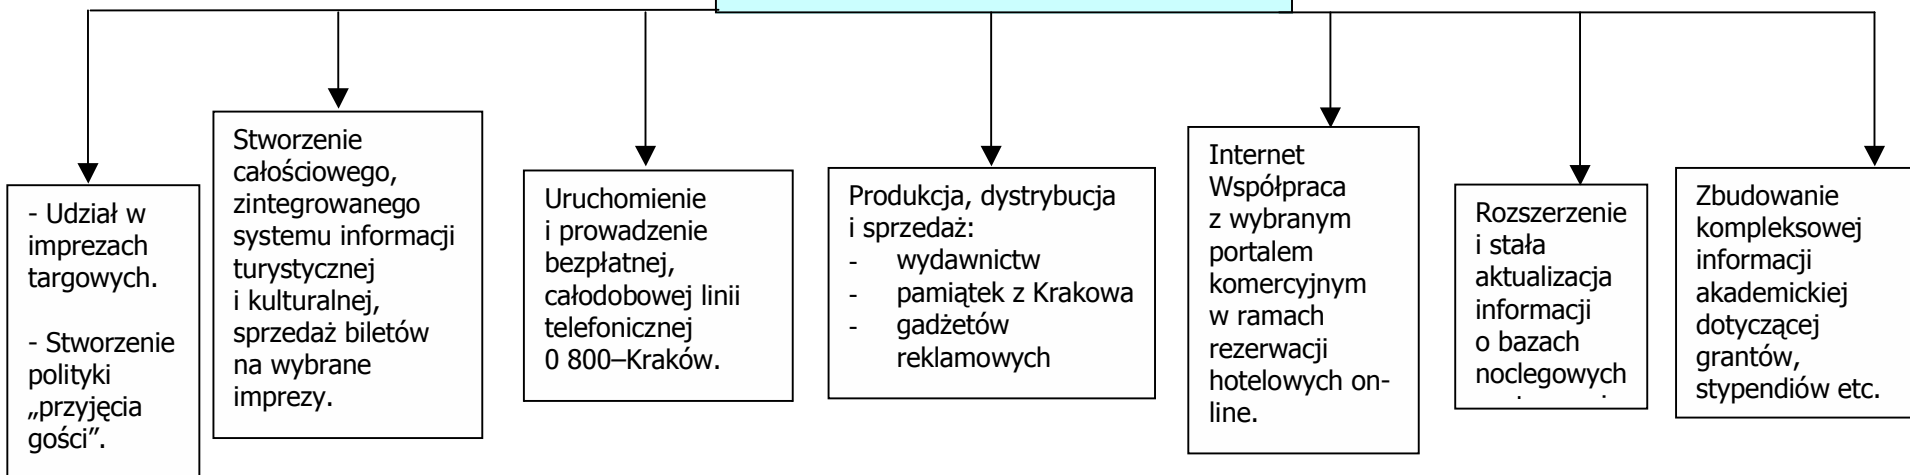 - Udział w
imprezach
targowych.
- Stworzenie
polityki
„przyjęcia
gości”.
Stworzenie
całościowego,
zintegrowanego
systemu informacji
turystycznej
i kulturalnej,
sprzedaż biletów
na wybrane
imprezy.
Uruchomienie
i prowadzenie
bezpłatnej,
całodobowej linii
telefonicznej
0 800–Kraków.
Produkcja, dystrybucja
i sprzedaż:
- wydawnictw
- pamiątek z Krakowa
- gadżetów
reklamowych
Internet
Współpraca
z wybranym
portalem
komercyjnym
w ramach
rezerwacji
hotelowych on-
line.
Rozszerzenie
i stała
aktualizacja
informacji
o bazach
noclegowych
Zbudowanie
kompleksowej
informacji
akademickiej
dotyczącej
grantów,
stypendiów etc.